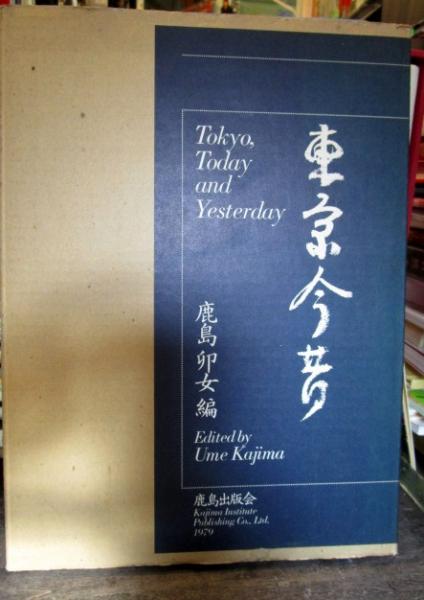 東京今昔
Tokyo,
Today
and
Yesterday
鹿島卯女編
Edited by
Ume Kajima
鹿島出版会
Kajima Institute
Publishing Co., Ltd.
1979